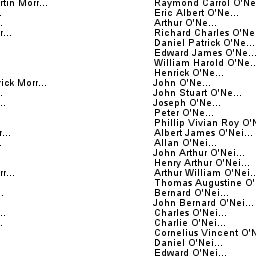 rtin Morr... Raymond Carrol O'Ne
. Eric Albert O'Ne...
. Arthur O'Ne...
r... Richard Charles O'Ne
Daniel Patrick O'Ne...
Edward James O'Ne...
William Harold O'Ne...
Henrick O'Ne...
rick Morr... John O'Ne...
. John Stuart O'Ne...
... Joseph O'Ne...
Peter O'Ne...
Phillip Vivian Roy O'N
r... Albert James O'Nei...
. Allan O'Nei...
John Arthur O'Nei...
Henry Arthur O'Nei...
rr... Arthur William O'Nei...
Thomas Augustine O'
.. Bernard O'Nei...
John Bernard O'Nei...
... Charles O'Nei...
.. Charlie O'Nei...
Cornelius Vincent O'N
.. Daniel O'Nei...
... Edward O'Nei...